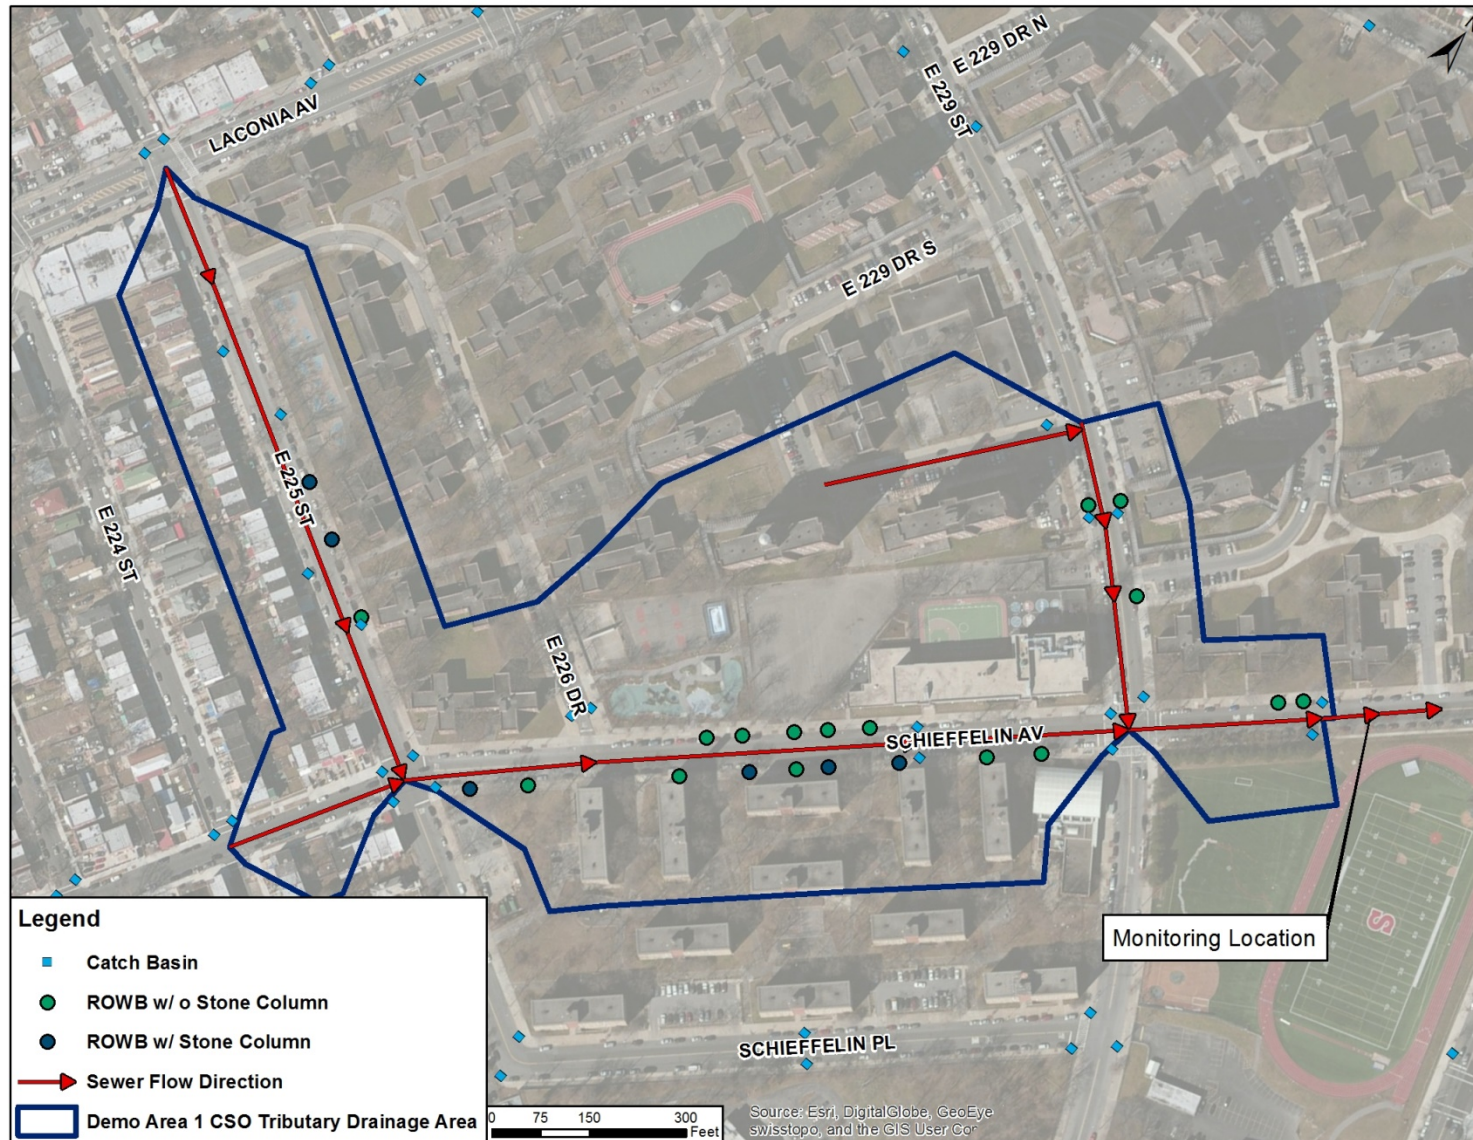 E 229 DR N
E 229 ST
LACONIA AV
E 229 DR S
E 225 ST
E 224 ST
E 226 DR
SCHIEFFELIN AV
Monitoring Location
S
SCHIEFFELIN PL
Legend
Catch Basin
ROWB w/ o Stone Column
ROWB w/ Stone Column
Sewer Flow Direction
Demo Area 1 CSO Tributary Drainage Area
0 75 150 300
Feet
Source: Esri, DigitalGlobe, GeoEye
swisstopo, and the GIS User Cor